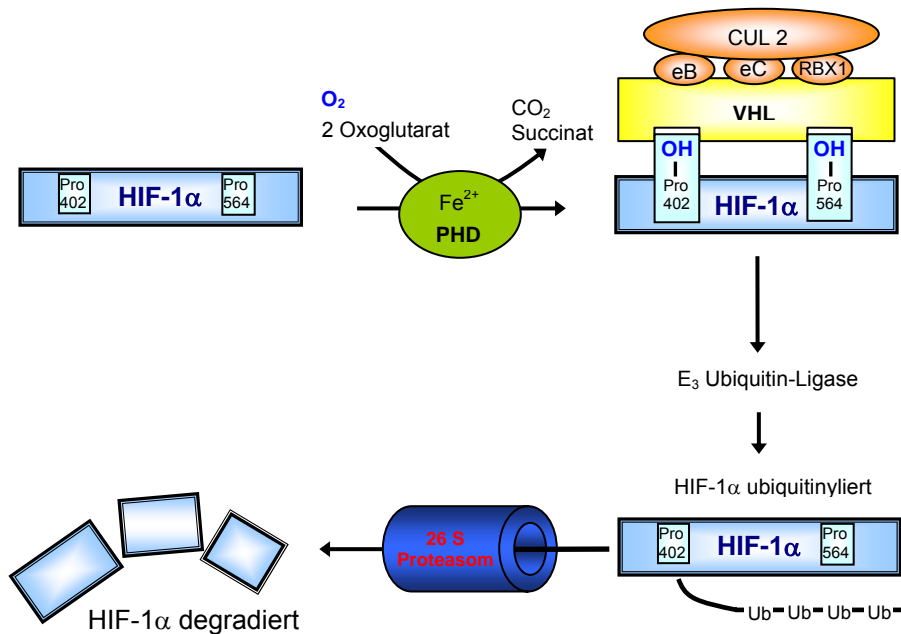 CUL 2
eB eC RBX1
VHL
O₂
2 Oxoglutarat
CO₂
Succinat
OH
Pro
402
OH
Pro
564
HIF-1α
Pro
402
HIF-1α
Pro
564
Fe²⁺
PHD
E₃ Ubiquitin-Ligase
HIF-1α ubiquitinyliert
Pro
402
HIF-1α
Pro
564
Ub Ub Ub Ub
26 S
Proteasom
HIF-1α degradiert